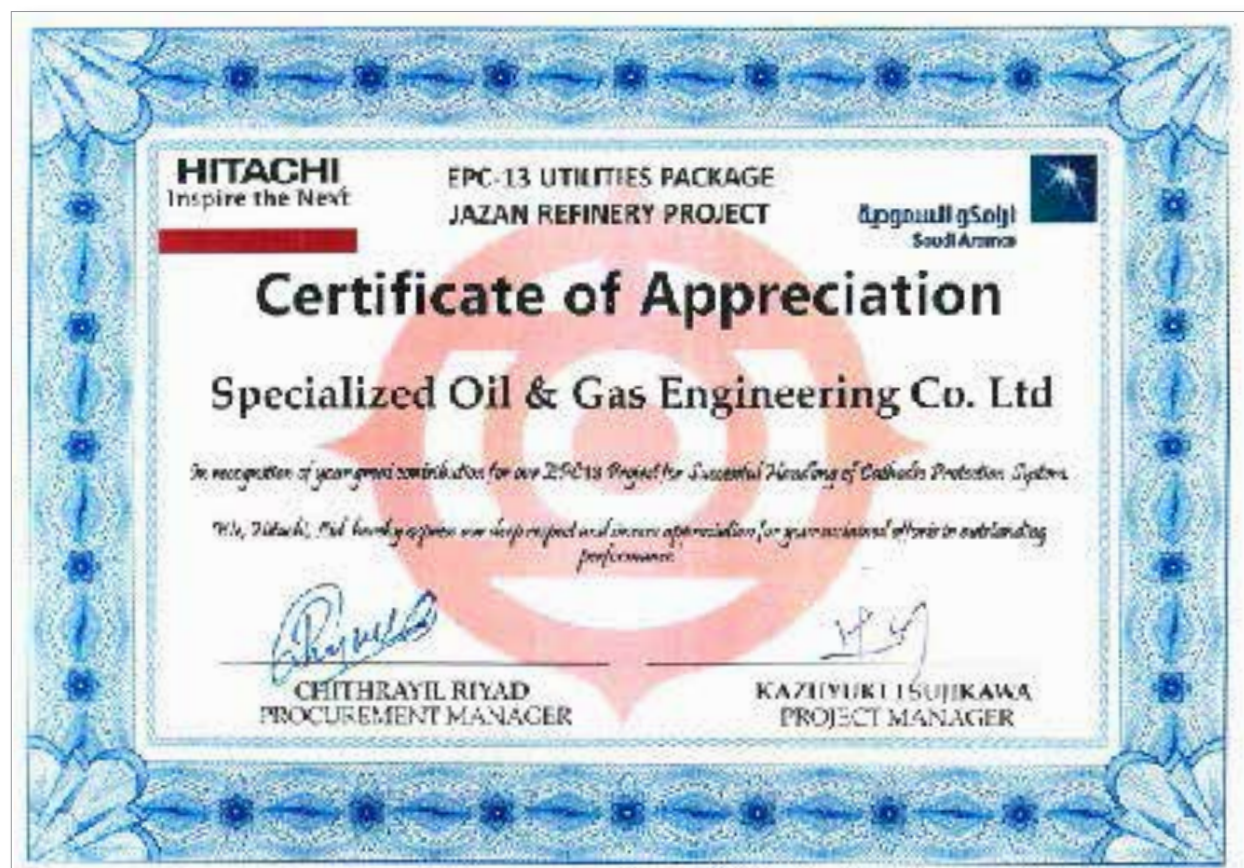 HITACHI
Inspire the Next
EPC-13 UTILITIES PACKAGE
JAZAN REFINERY PROJECT
أرامكو السعودية
Saudi Aramco
Certificate of Appreciation
Specialized Oil & Gas Engineering Co. Ltd
In recognition of your great contribution for our EPC13 Project for Successful Handling of Cathodic Protection System
We, Hitachi, Ltd hereby express our deep respect and sincere appreciation for your efforts in outstanding
performance
CHITHRAYIL RIYAD
PROCUREMENT MANAGER
KAZUYUKI TSUJIKAWA
PROJECT MANAGER